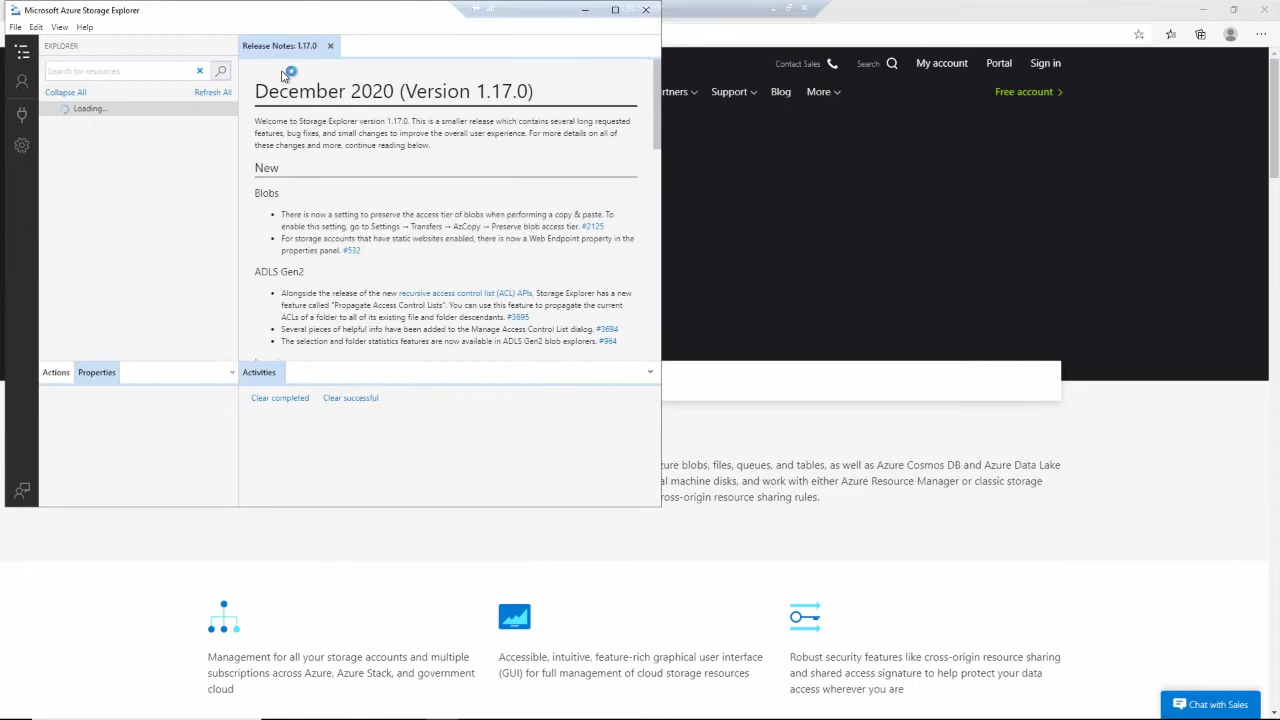 Microsoft Azure Storage Explorer
File Edit View Help
EXPLORER
Search for resources
Collapse All Refresh All
Loading...
Release Notes: 1.17.0
December 2020 (Version 1.17.0)
Welcome to Storage Explorer version 1.17.0. This is a smaller release which contains several long requested
features, bug fixes, and small changes to improve the overall user experience. For more details on all of
these changes and more, continue reading below.
New
Blobs
• There is now a setting to preserve the access tier of blobs when performing a copy & paste. To
enable this setting, go to Settings → Transfers → AzCopy → Preserve blob access tier. #2125
• For storage accounts that have static websites enabled, there is now a Web Endpoint property in the
properties panel. #532
ADLS Gen2
• Alongside the release of the new recursive access control list (ACL) APIs, Storage Explorer has a new
feature called "Propagate Access Control Lists". You can use this feature to propagate the current
ACLs of a folder to all of its existing file and folder descendants. #3695
• Several pieces of helpful info have been added to the Manage Access Control List dialog. #3694
• The selection and folder statistics features are now available in ADLS Gen2 blob explorers. #964
Actions Properties
Activities
Clear completed Clear successful
Contact Sales Search My account Portal Sign in
rtners Support Blog More Free account
ure blobs, files, queues, and tables, as well as Azure Cosmos DB and Azure Data Lake
al machine disks, and work with either Azure Resource Manager or classic storage
cross-origin resource sharing rules.
Management for all your storage accounts and multiple
subscriptions across Azure, Azure Stack, and government
cloud
Accessible, intuitive, feature-rich graphical user interface
(GUI) for full management of cloud storage resources
Robust security features like cross-origin resource sharing
and shared access signature to help protect your data
access wherever you are
Chat with Sales